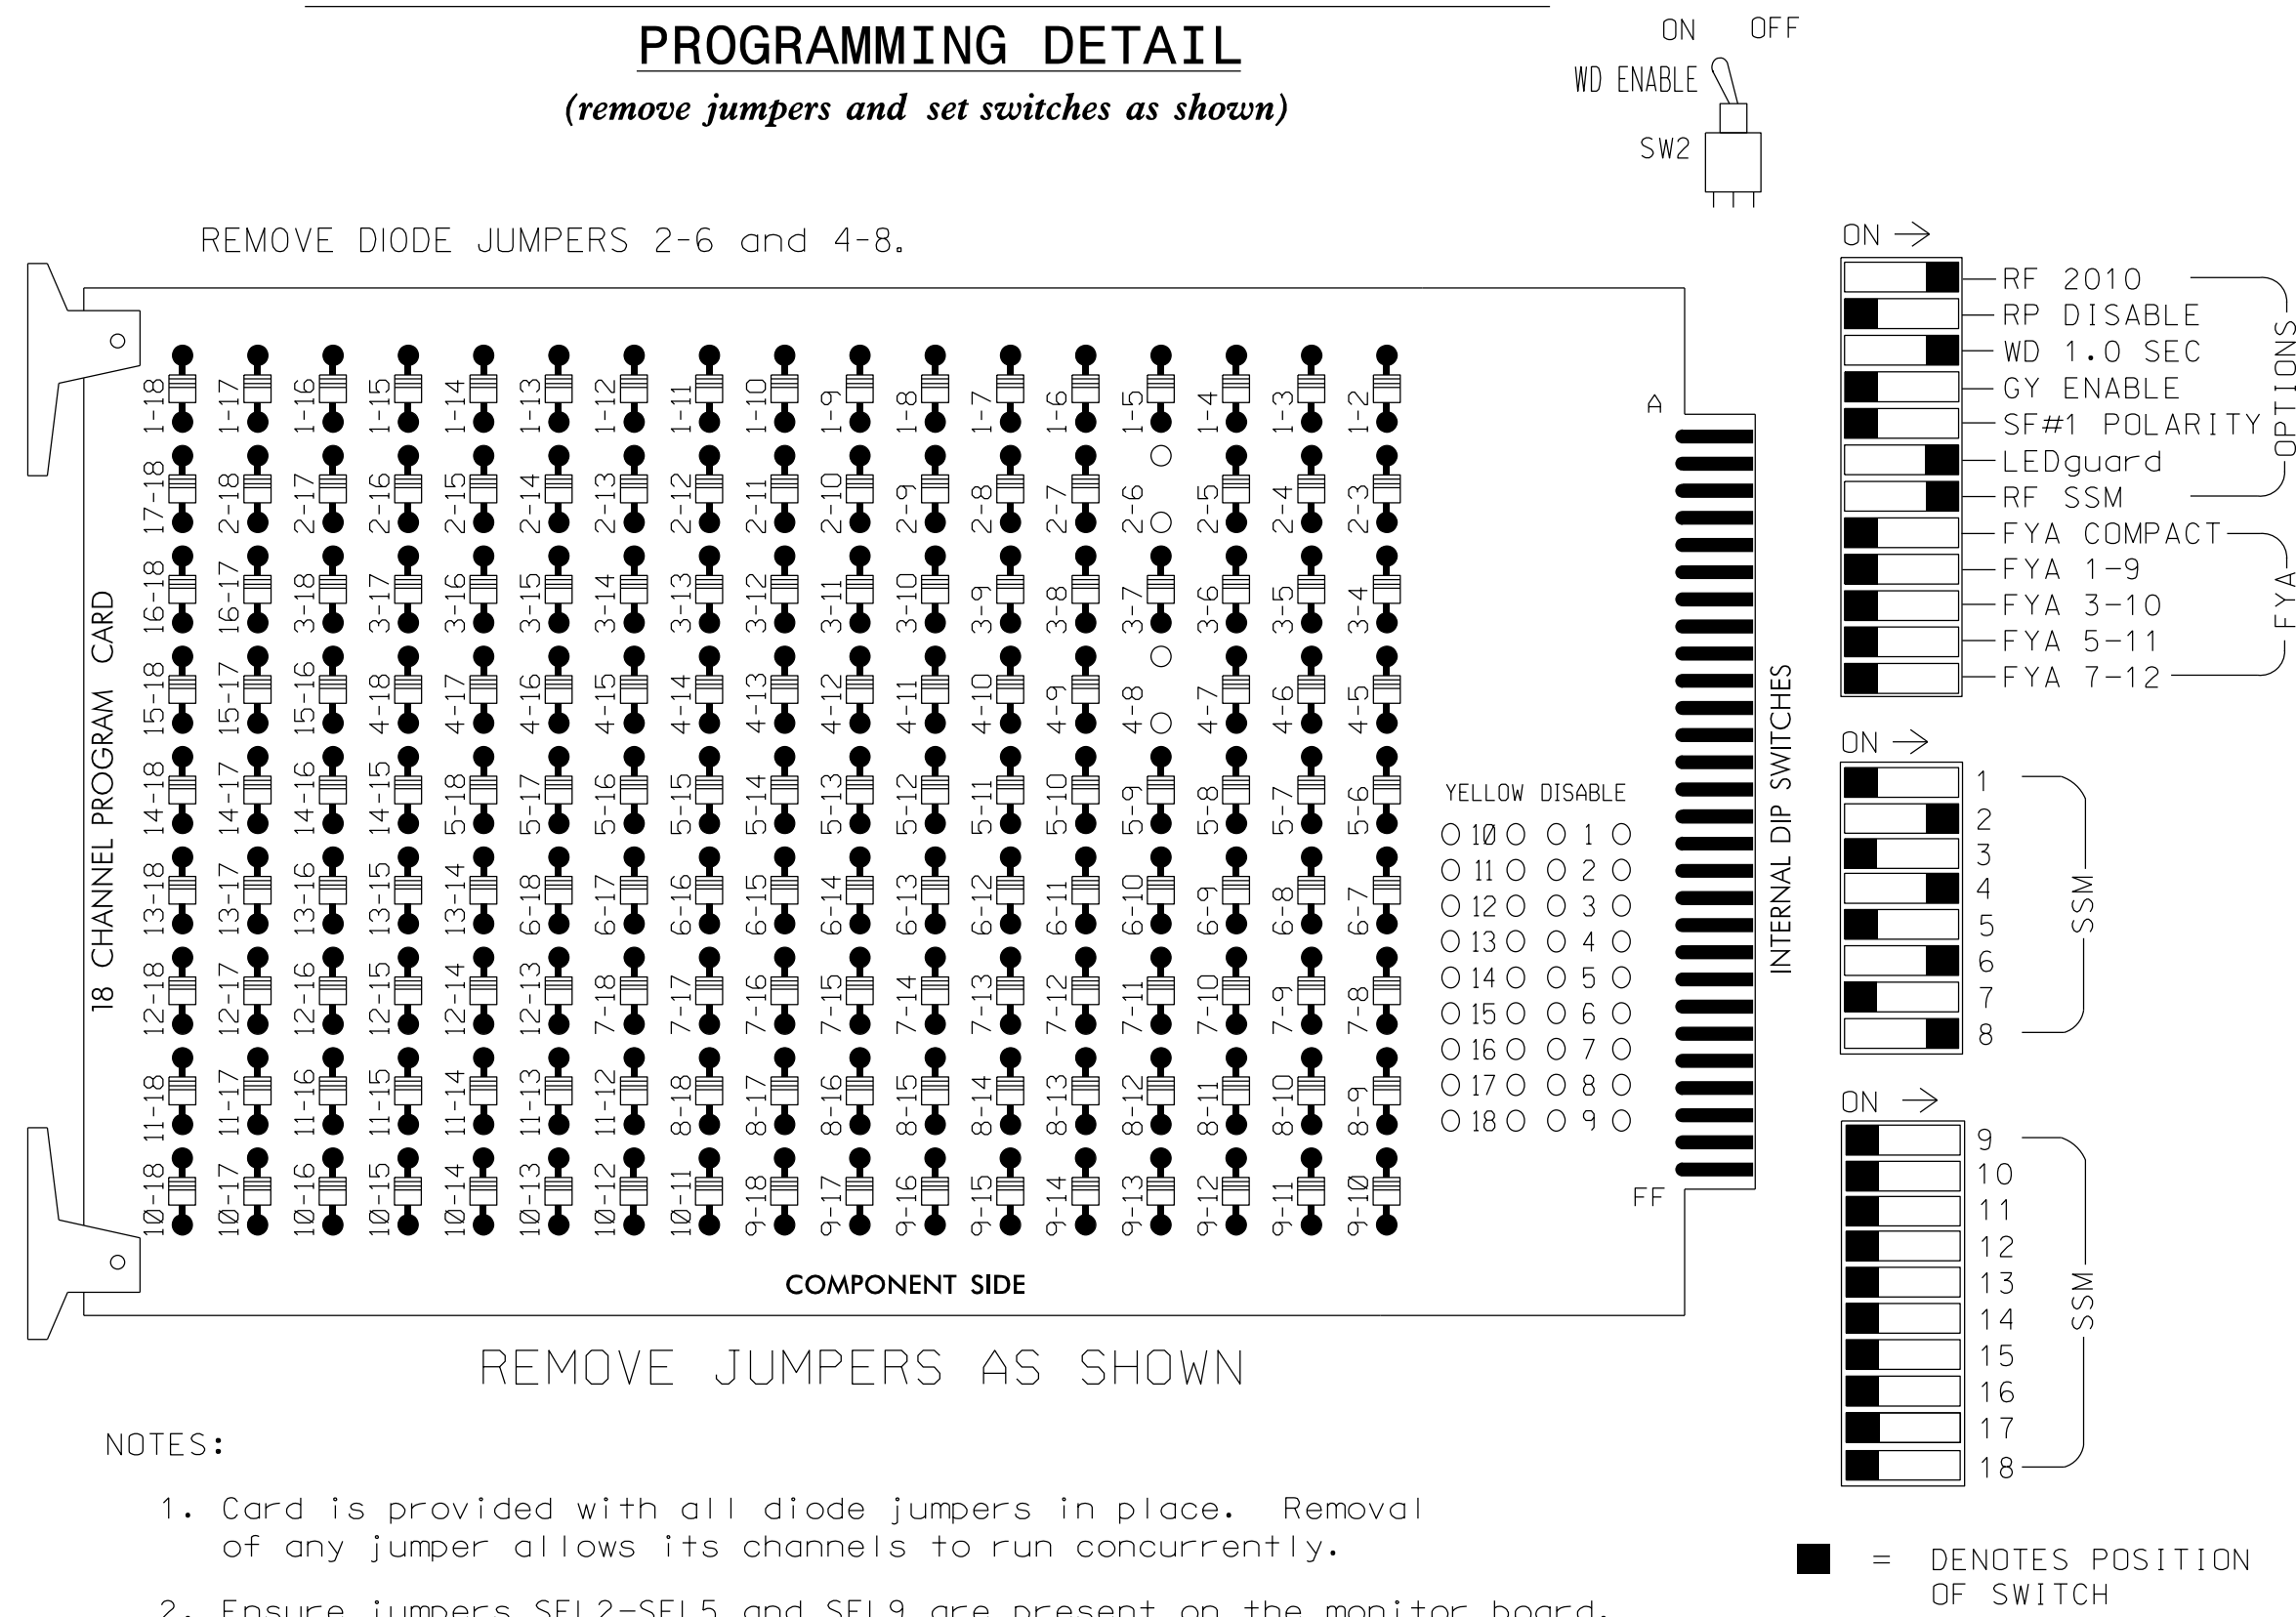 PROGRAMMING DETAIL
(remove jumpers and set switches as shown)
ON OFF
WD ENABLE
SW2
REMOVE DIODE JUMPERS 2-6 and 4-8.
1-18 1-17 1-16 1-15 1-14 1-13 1-12 1-11 1-10 1-9 1-8 1-7 1-6 1-5 1-4 1-3 1-2
17-18 2-18 2-17 2-16 2-15 2-14 2-13 2-12 2-11 2-10 2-9 2-8 2-7 2-6 2-5 2-4 2-3
16-18 16-17 3-18 3-17 3-16 3-15 3-14 3-13 3-12 3-11 3-10 3-9 3-8 3-7 3-6 3-5 3-4
15-18 15-17 15-16 4-18 4-17 4-16 4-15 4-14 4-13 4-12 4-11 4-10 4-9 4-8 4-7 4-6 4-5
14-18 14-17 14-16 14-15 5-18 5-17 5-16 5-15 5-14 5-13 5-12 5-11 5-10 5-9 5-8 5-7 5-6
13-18 13-17 13-16 13-15 13-14 6-18 6-17 6-16 6-15 6-14 6-13 6-12 6-11 6-10 6-9 6-8 6-7
12-18 12-17 12-16 12-15 12-14 12-13 7-18 7-17 7-16 7-15 7-14 7-13 7-12 7-11 7-10 7-9 7-8
11-18 11-17 11-16 11-15 11-14 11-13 11-12 8-18 8-17 8-16 8-15 8-14 8-13 8-12 8-11 8-10 8-9
10-18 10-17 10-16 10-15 10-14 10-13 10-12 10-11 9-18 9-17 9-16 9-15 9-14 9-13 9-12 9-11 9-10
18 CHANNEL PROGRAM CARD
COMPONENT SIDE
A
FF
YELLOW DISABLE
10 1
11 2
12 3
13 4
14 5
15 6
16 7
17 8
18 9
INTERNAL DIP SWITCHES
ON
RF 2010
RP DISABLE
WD 1.0 SEC
GY ENABLE
SF#1 POLARITY
LEDguard
RF SSM
OPTIONS
FYA COMPACT
FYA 1-9
FYA 3-10
FYA 5-11
FYA 7-12
FYA
ON
1
2
3
4
5
6
7
8
SSM
ON
9
10
11
12
13
14
15
16
17
18
SSM
REMOVE JUMPERS AS SHOWN
NOTES:
1. Card is provided with all diode jumpers in place. Removal
of any jumper allows its channels to run concurrently.
2. Ensure jumpers SEL2-SEL5 and SEL9 are present on the monitor board.
= DENOTES POSITION
OF SWITCH